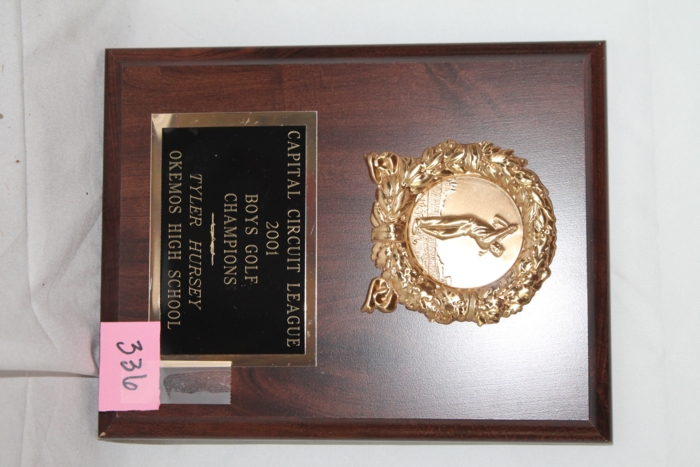 CAPITAL CIRCUIT LEAGUE
2001
BOYS GOLF
CHAMPIONS
TYLER HURSEY
OKEMOS HIGH SCHOOL
336